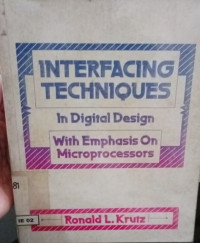 INTERFACING
TECHNIQUES
In Digital Design
With Emphasis On
Microprocessors
Ronald L. Krutz